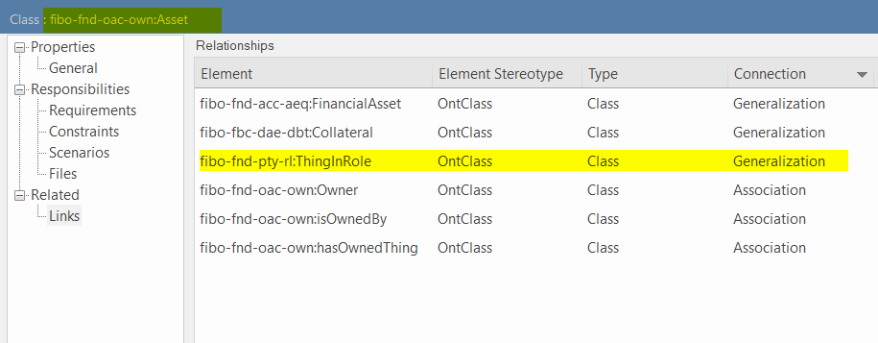 Class : fibo-fnd-oac-own:Asset
Properties
General
Responsibilities
Requirements
Constraints
Scenarios
Files
Related
Links
Relationships
Element Element Stereotype Type Connection
fibo-fnd-acc-aeq:FinancialAsset OntClass Class Generalization
fibo-fbc-dae-dbt:Collateral OntClass Class Generalization
fibo-fnd-pty-rl:ThingInRole OntClass Class Generalization
fibo-fnd-oac-own:Owner OntClass Class Association
fibo-fnd-oac-own:isOwnedBy OntClass Class Association
fibo-fnd-oac-own:hasOwnedThing OntClass Class Association